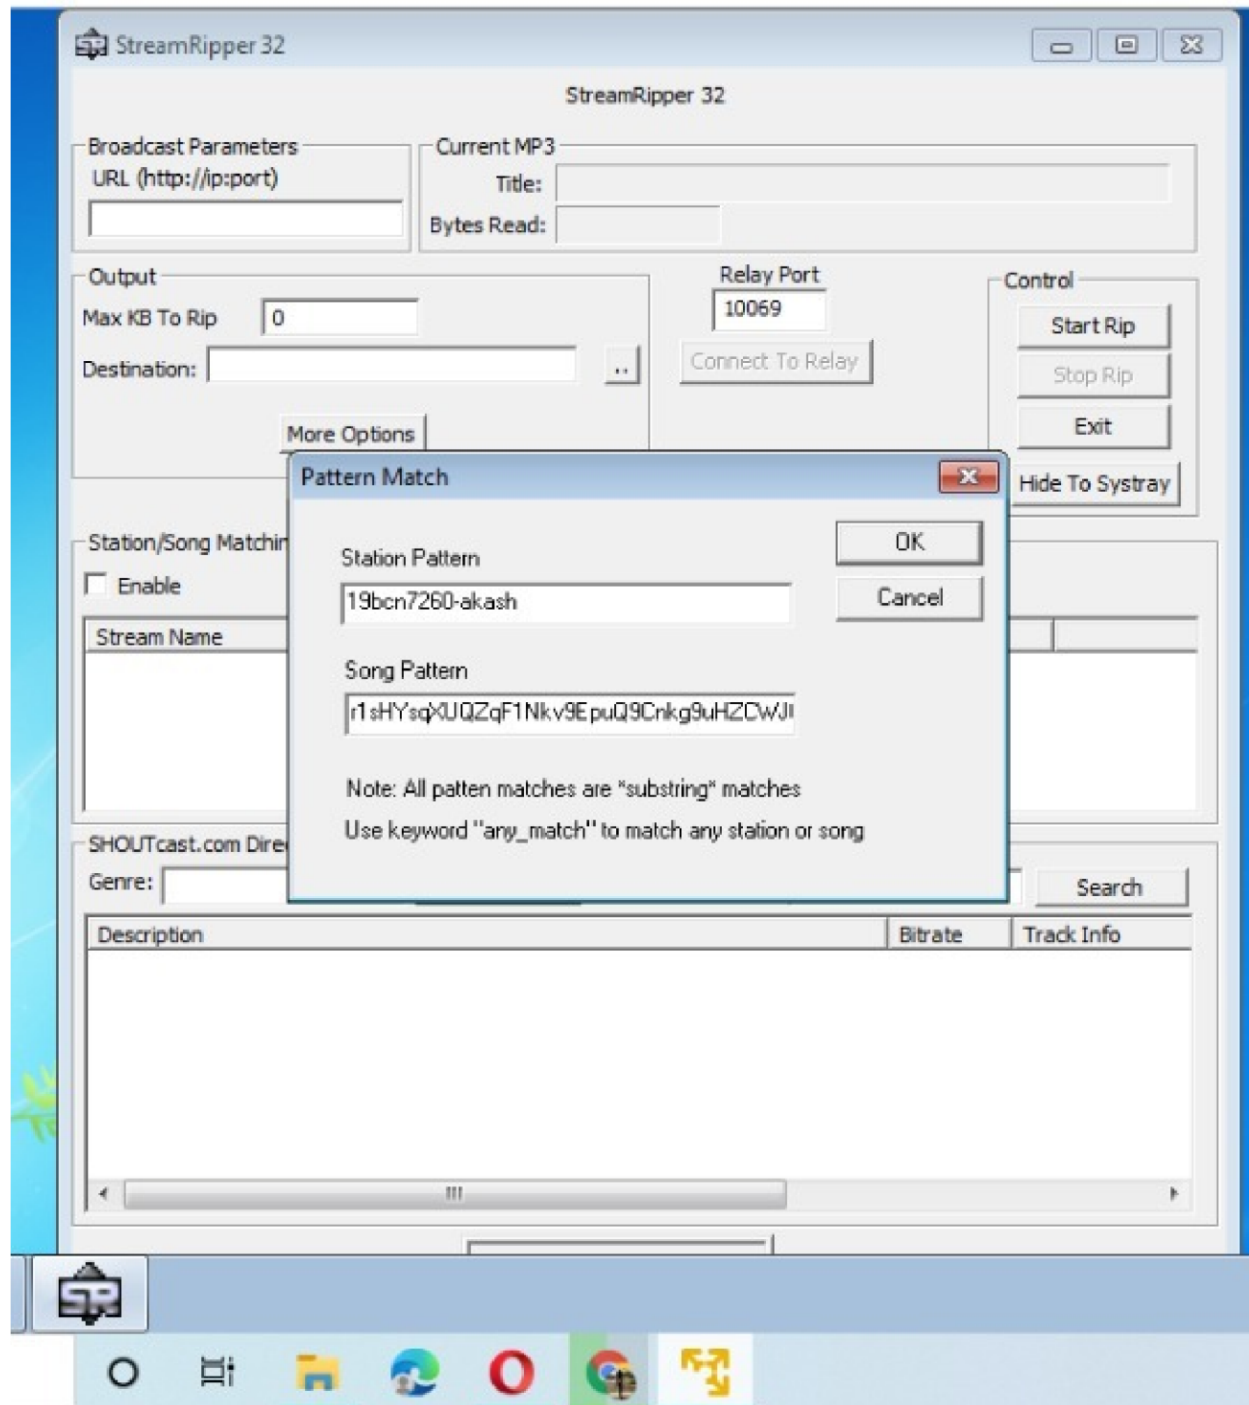 StreamRipper 32
StreamRipper 32
Broadcast Parameters
URL (http://ip:port)
Current MP3
Title:
Bytes Read:
Output
Max KB To Rip 0
Destination: ..
More Options
Relay Port
10069
Connect To Relay
Control
Start Rip
Stop Rip
Exit
Hide To Systray
Pattern Match
Station Pattern
19bcn7260-akash
Song Pattern
OK
Cancel
Note: All patten matches are *substring* matches
Use keyword "any_match" to match any station or song
Station/Song
Enable
Stream Name
SHOUTcast.com
Genre: Search
Description Bitrate Track Info